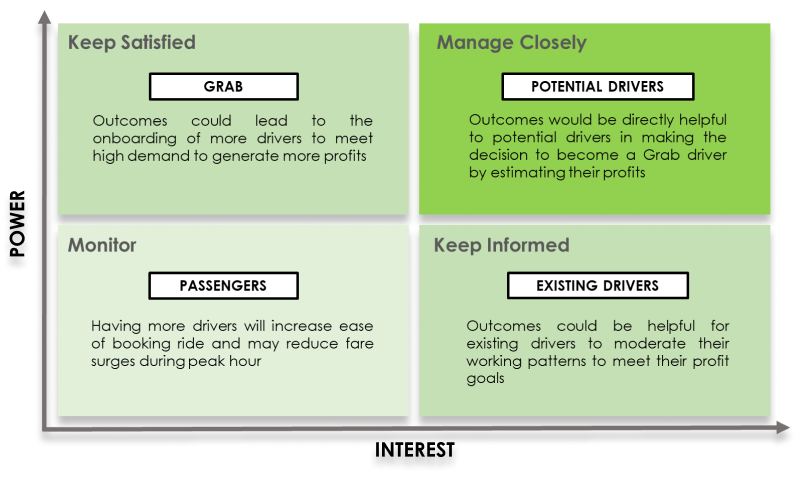 Keep Satisfied
GRAB
Outcomes could lead to the
onboarding of more drivers to meet
high demand to generate more profits
Manage Closely
POTENTIAL DRIVERS
Outcomes would be directly helpful
to potential drivers in making the
decision to become a Grab driver
by estimating their profits
POWER
Monitor
PASSENGERS
Having more drivers will increase ease
of booking ride and may reduce fare
surges during peak hour
Keep Informed
EXISTING DRIVERS
Outcomes could be helpful for
existing drivers to moderate their
working patterns to meet their profit
goals
INTEREST